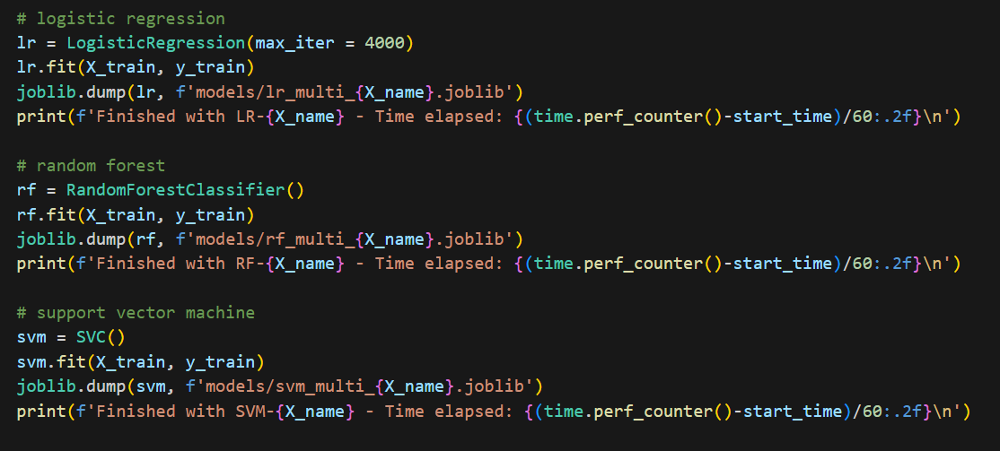 # logistic regression
lr = LogisticRegression(max_iter = 4000)
lr.fit(X_train, y_train)
joblib.dump(lr, f'models/lr_multi_{X_name}.joblib')
print(f'Finished with LR-{X_name} - Time elapsed: {(time.perf_counter()-start_time)/60:.2f}\n')

# random forest
rf = RandomForestClassifier()
rf.fit(X_train, y_train)
joblib.dump(rf, f'models/rf_multi_{X_name}.joblib')
print(f'Finished with RF-{X_name} - Time elapsed: {(time.perf_counter()-start_time)/60:.2f}\n')

# support vector machine
svm = SVC()
svm.fit(X_train, y_train)
joblib.dump(svm, f'models/svm_multi_{X_name}.joblib')
print(f'Finished with SVM-{X_name} - Time elapsed: {(time.perf_counter()-start_time)/60:.2f}\n')